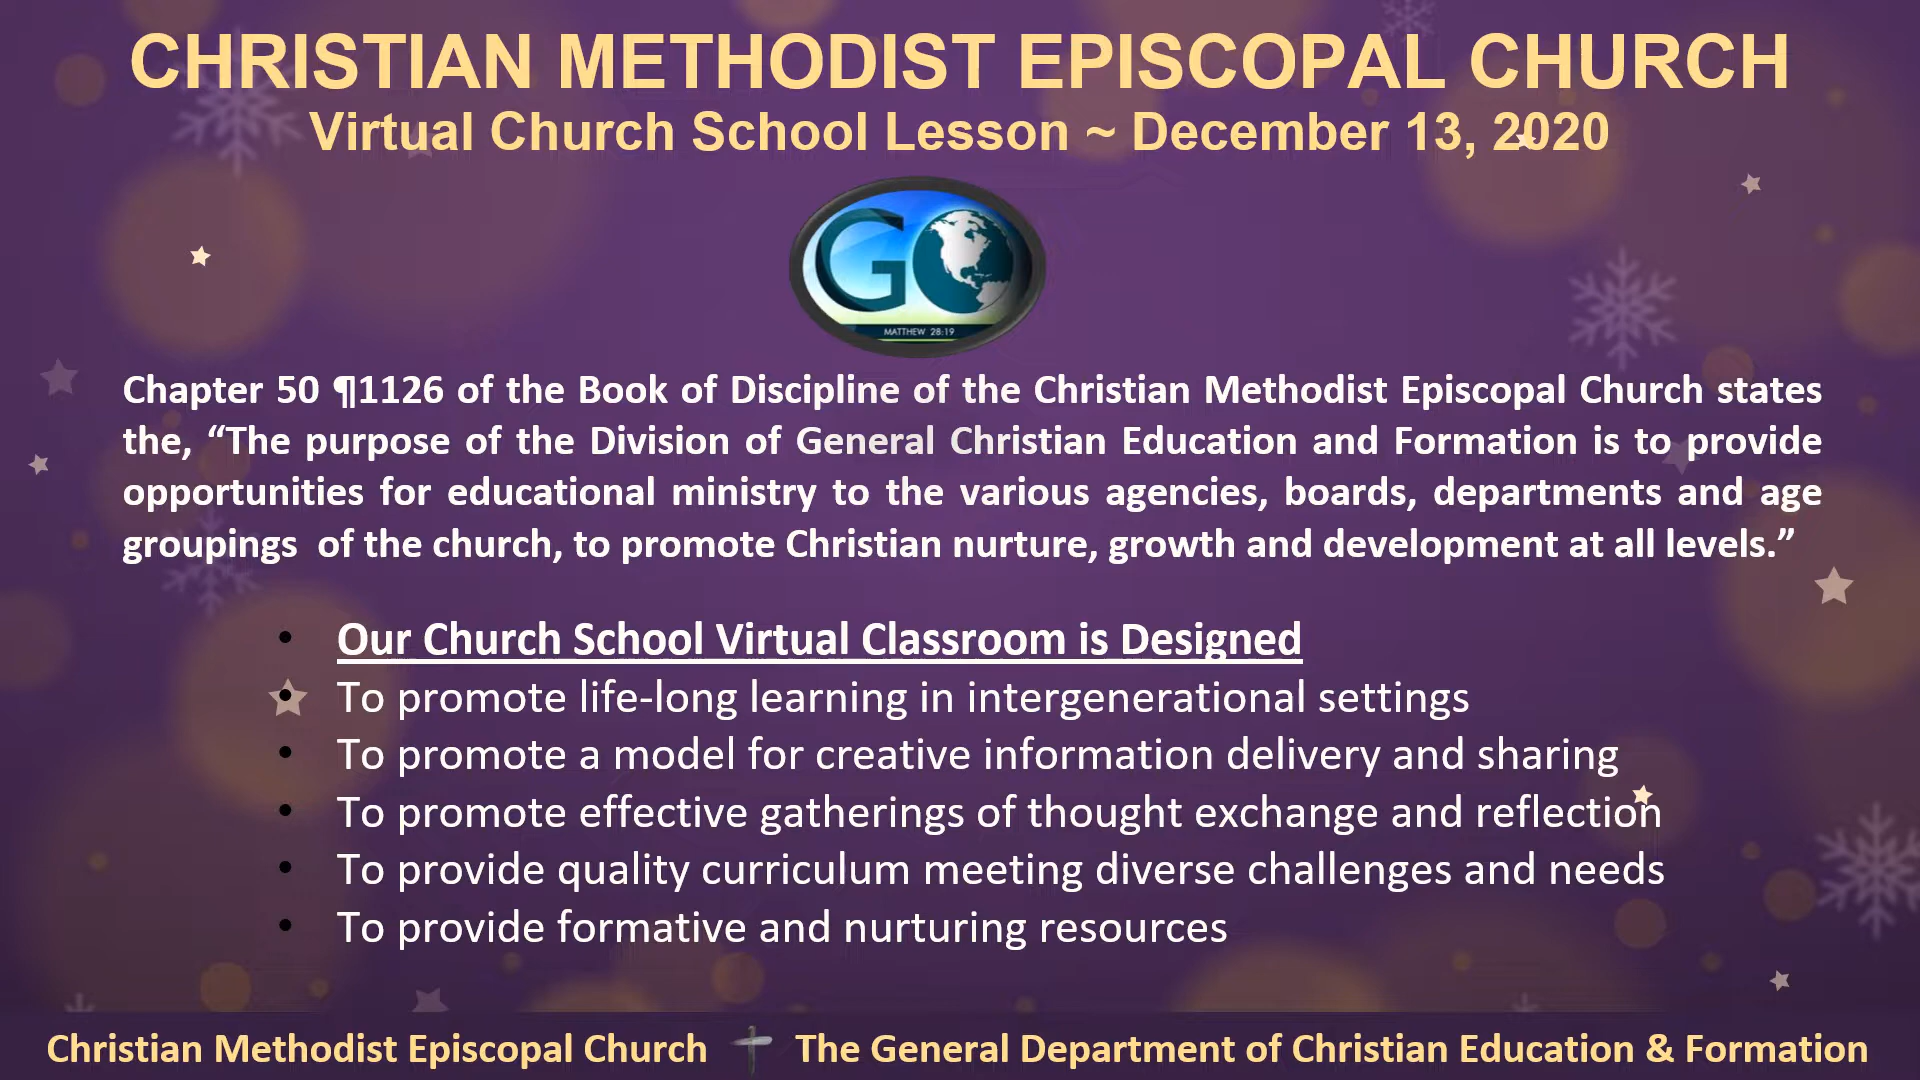 CHRISTIAN METHODIST EPISCOPAL CHURCH
Virtual Church School Lesson ~ December 13, 2020
GO
MATTHEW 28:19
Chapter 50 ¶1126 of the Book of Discipline of the Christian Methodist Episcopal Church states
the, “The purpose of the Division of General Christian Education and Formation is to provide
opportunities for educational ministry to the various agencies, boards, departments and age
groupings of the church, to promote Christian nurture, growth and development at all levels.”
• Our Church School Virtual Classroom is Designed
• To promote life-long learning in intergenerational settings
• To promote a model for creative information delivery and sharing
• To promote effective gatherings of thought exchange and reflection
• To provide quality curriculum meeting diverse challenges and needs
• To provide formative and nurturing resources
Christian Methodist Episcopal Church The General Department of Christian Education & Formation